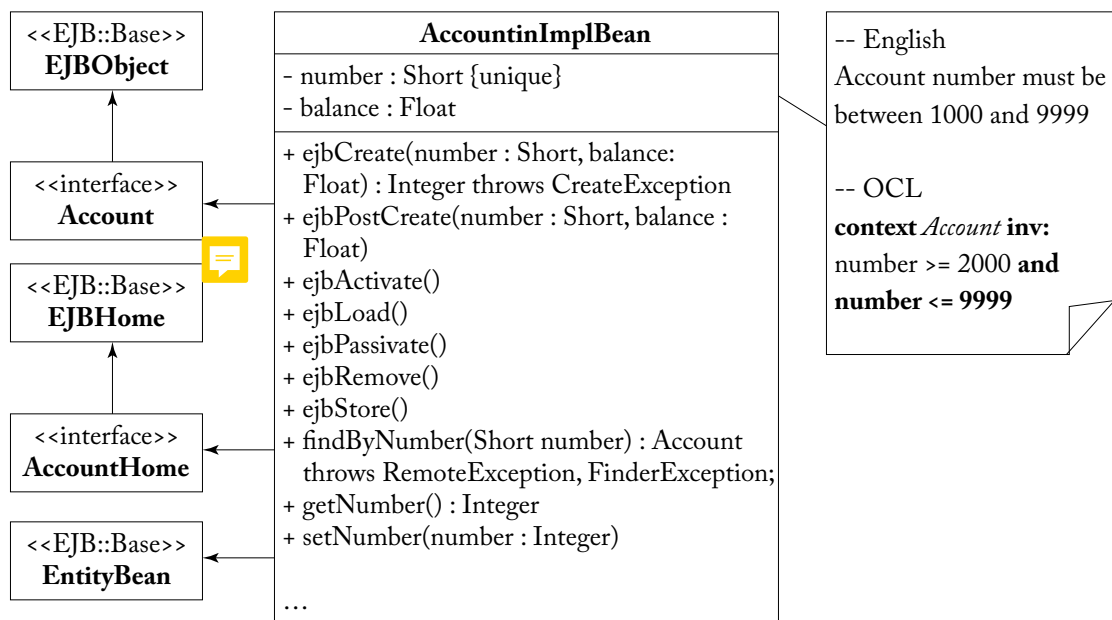 <<EJB::Base>>
EJBObject
<<interface>>
Account
<<EJB::Base>>
EJBHome
<<interface>>
AccountHome
<<EJB::Base>>
EntityBean
AccountinImplBean
- number : Short {unique}
- balance : Float
+ ejbCreate(number : Short, balance:
Float) : Integer throws CreateException
+ ejbPostCreate(number : Short, balance :
Float)
+ ejbActivate()
+ ejbLoad()
+ ejbPassivate()
+ ejbRemove()
+ ejbStore()
+ findByNumber(Short number) : Account
throws RemoteException, FinderException;
+ getNumber() : Integer
+ setNumber(number : Integer)
…
-- English
Account number must be
between 1000 and 9999
-- OCL
context Account inv:
number >= 2000 and
number <= 9999